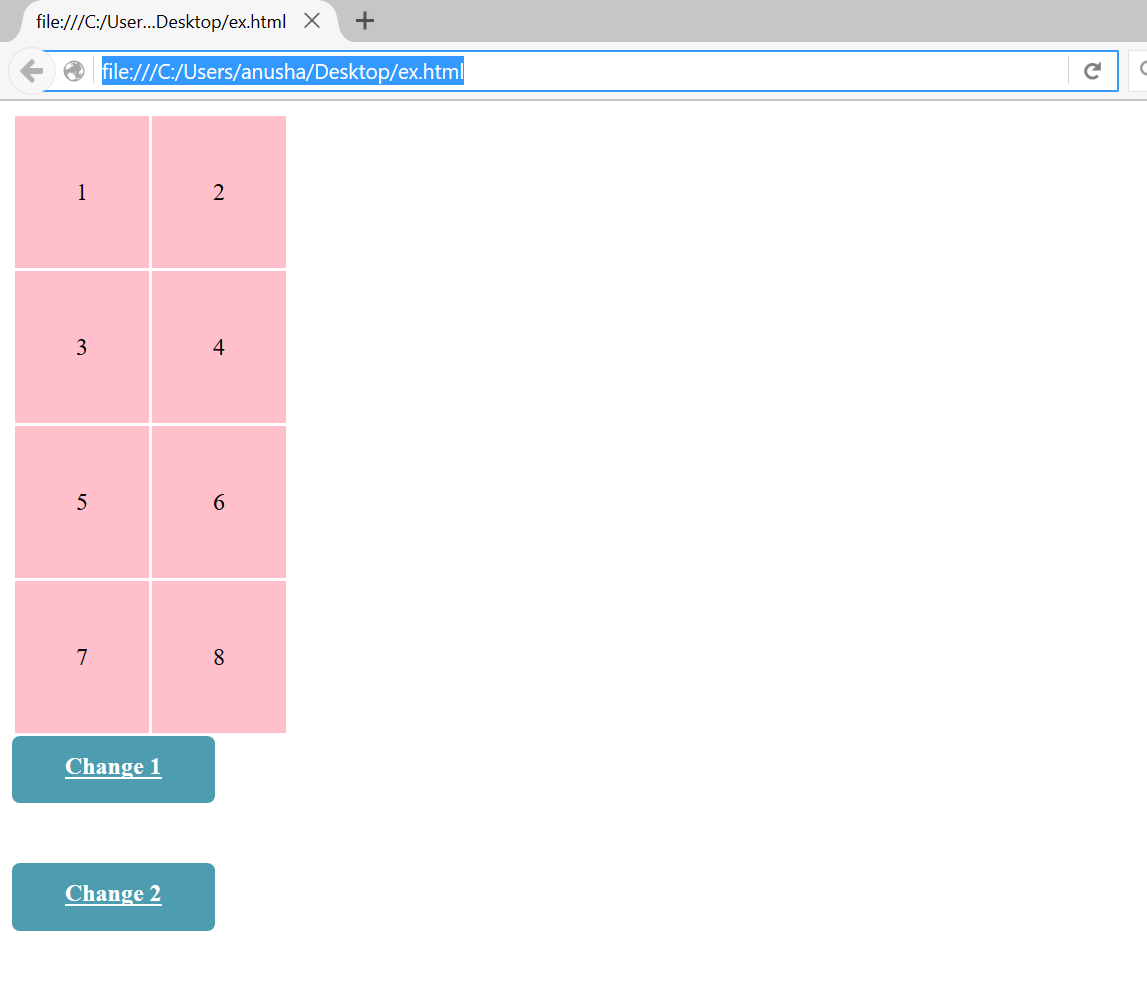 file:///C:/User...Desktop/ex.html
file:///C:/Users/anusha/Desktop/ex.html
1 2
3 4
5 6
7 8
Change 1
Change 2